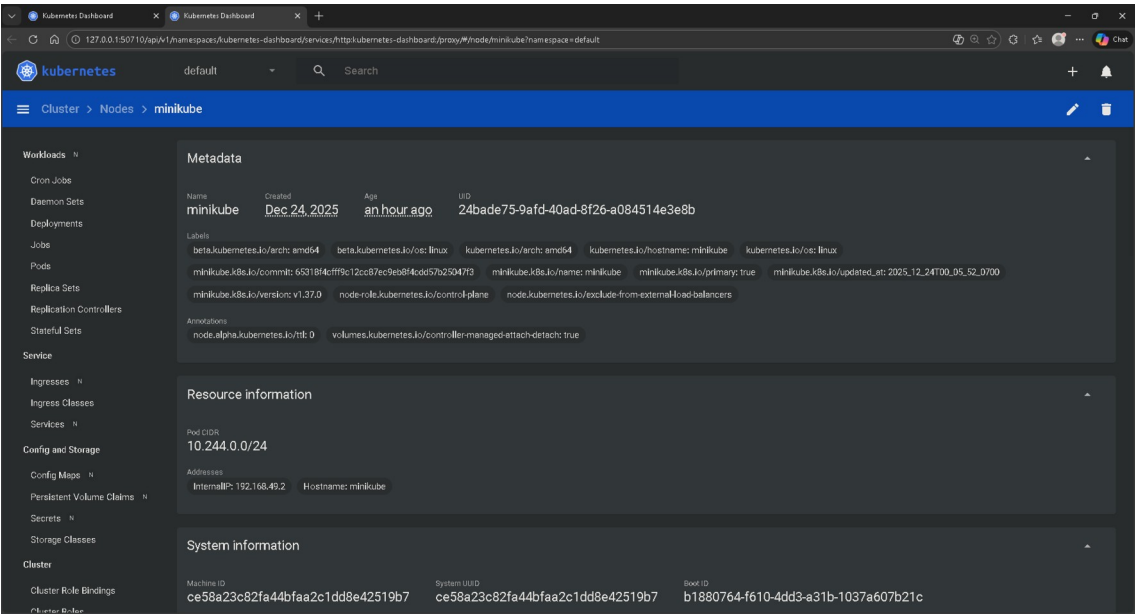 Kubernetes Dashboard
Kubernetes Dashboard
127.0.0.1:50710/api/v1/namespaces/kubernetes-dashboard/services/http:kubernetes-dashboard:/proxy/#/node/minikube?namespace=default
Chat
kubernetes
default
Search
Cluster > Nodes > minikube
Workloads N
Cron Jobs
Daemon Sets
Deployments
Jobs
Pods
Replica Sets
Replication Controllers
Stateful Sets
Service
Ingresses N
Ingress Classes
Services N
Config and Storage
Config Maps N
Persistent Volume Claims N
Secrets N
Storage Classes
Cluster
Cluster Role Bindings
Cluster Roles
Metadata
Name Created Age UID
minikube Dec 24, 2025 an hour ago 24bade75-9afd-40ad-8f26-a084514e3e8b
Labels
beta.kubernetes.io/arch: amd64 beta.kubernetes.io/os: linux kubernetes.io/arch: amd64 kubernetes.io/hostname: minikube kubernetes.io/os: linux
minikube.k8s.io/commit: 65318f4cfff9c12cc87ec9eb8f4cdd57b25047f3 minikube.k8s.io/name: minikube minikube.k8s.io/primary: true minikube.k8s.io/updated_at: 2025_12_24T00_05_52_0700
minikube.k8s.io/version: v1.37.0 node-role.kubernetes.io/control-plane node.kubernetes.io/exclude-from-external-load-balancers
Annotations
node.alpha.kubernetes.io/ttl: 0 volumes.kubernetes.io/controller-managed-attach-detach: true
Resource information
Pod CIDR
10.244.0.0/24
Addresses
InternalIP: 192.168.49.2 Hostname: minikube
System information
Machine ID System UUID Boot ID
ce58a23c82fa44bfaa2c1dd8e42519b7 ce58a23c82fa44bfaa2c1dd8e42519b7 b1880764-f610-4dd3-a31b-1037a607b21c